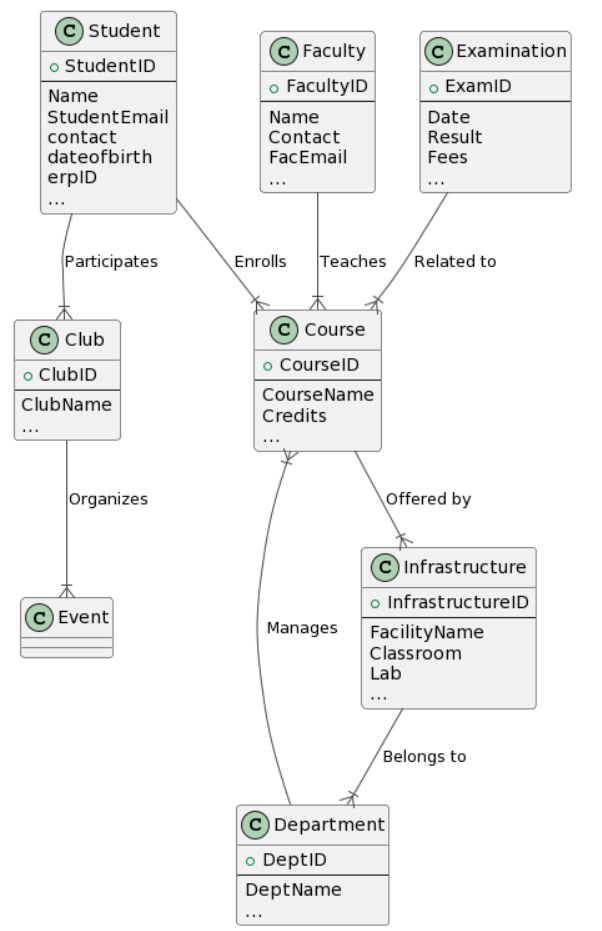 C Student
StudentID
Name
StudentEmail
contact
dateofbirth
erpID
...
C Faculty
FacultyID
Name
Contact
FacEmail
...
C Examination
ExamID
Date
Result
Fees
...
Participates
Enrolls
Teaches
Related to
C Club
ClubID
ClubName
...
C Course
CourseID
CourseName
Credits
...
Organizes
Offered by
C Event
C Infrastructure
InfrastructureID
FacilityName
Classroom
Lab
...
Manages
Belongs to
C Department
DeptID
DeptName
...